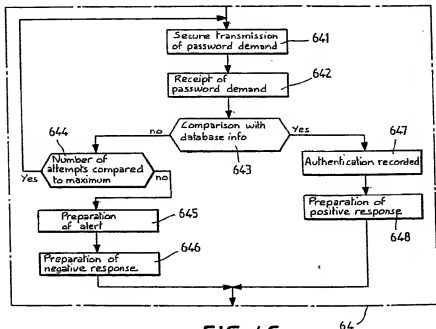 Secure transmission
of password demand
641
Receipt of
password demand
642
Comparison with
database info
643
no
Yes
644
Number of
attempts compared
to maximum
Yes
no
647
Authentication recorded
Preparation
of alert
645
Preparation of
positive response
648
Preparation of
negative response
646
64